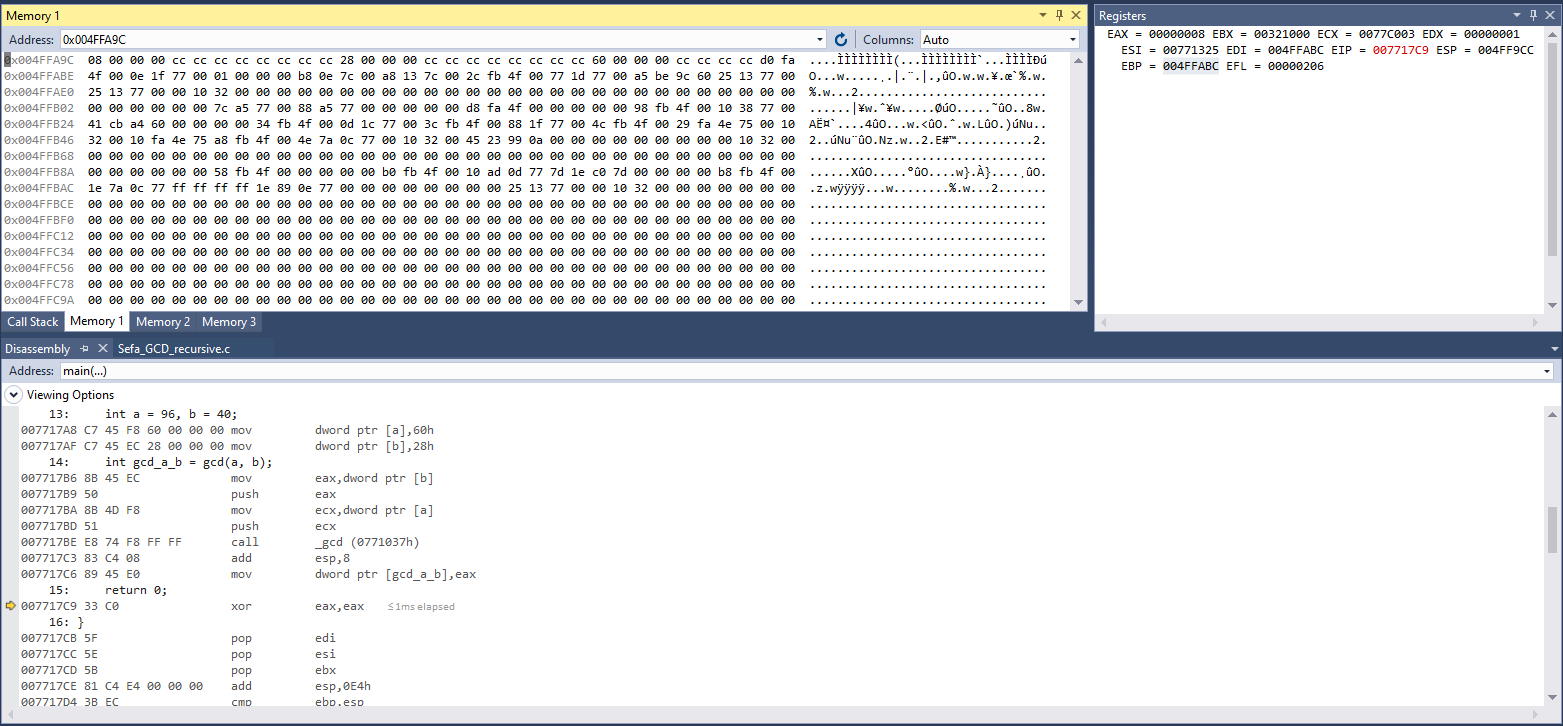 Memory 1
Address: 0x004FFA9C Columns: Auto
0x004FFA9C 08 00 00 00 cc cc cc cc cc cc cc cc 28 00 00 00 cc cc cc cc cc cc cc cc 60 00 00 00 cc cc cc cc d0 fa ....ÌÌÌÌÌÌÌÌ(...ÌÌÌÌÌÌÌÌ`...ÌÌÌÌÐú
0x004FFABE 4f 00 0e 1f 77 00 01 00 00 00 b8 0e 7c 00 a8 13 7c 00 2c fb 4f 00 77 1d 77 00 a5 be 9c 60 25 13 77 00 O...w.....¸.|.¨.|.,ûO.w.w.¥.œ`%.w.
0x004FFAE0 25 13 77 00 00 10 32 00 00 00 00 00 00 00 00 00 00 00 00 00 00 00 00 00 00 00 00 00 00 00 00 00 00 00 %.w...2...........................
0x004FFB02 00 00 00 00 00 00 7c a5 77 00 88 a5 77 00 00 00 00 00 d8 fa 4f 00 00 00 00 00 98 fb 4f 00 10 38 77 00 ......|¥w.ˆ¥w.....ØúO.....˜ûO..8w.
0x004FFB24 41 cb a4 60 00 00 00 00 34 fb 4f 00 0d 1c 77 00 3c fb 4f 00 88 1f 77 00 4c fb 4f 00 29 fa 4e 75 00 10 AË¤`....4ûO...w.<ûO.ˆ.w.LûO.)úNu..
0x004FFB46 32 00 10 fa 4e 75 a8 fb 4f 00 4e 7a 0c 77 00 10 32 00 45 23 99 0a 00 00 00 00 00 00 00 00 00 10 32 00 2..úNu¨ûO.Nz.w..2.E#™...........2.
0x004FFB68 00 00 00 00 00 00 00 00 00 00 00 00 00 00 00 00 00 00 00 00 00 00 00 00 00 00 00 00 00 00 00 00 00 00 ..................................
0x004FFB8A 00 00 00 00 00 00 58 fb 4f 00 00 00 00 00 b0 fb 4f 00 10 ad 0d 77 7d 1e c0 7d 00 00 00 00 b8 fb 4f 00 ......XûO.....°ûO....w}.À}....¸ûO.
0x004FFBAC 1e 7a 0c 77 ff ff ff ff 1e 89 0e 77 00 00 00 00 00 00 00 00 25 13 77 00 00 10 32 00 00 00 00 00 00 00 .z.wÿÿÿÿ...w........%.w...2.......
0x004FFBCE 00 00 00 00 00 00 00 00 00 00 00 00 00 00 00 00 00 00 00 00 00 00 00 00 00 00 00 00 00 00 00 00 00 00 ..................................
0x004FFBF0 00 00 00 00 00 00 00 00 00 00 00 00 00 00 00 00 00 00 00 00 00 00 00 00 00 00 00 00 00 00 00 00 00 00 ..................................
0x004FFC12 00 00 00 00 00 00 00 00 00 00 00 00 00 00 00 00 00 00 00 00 00 00 00 00 00 00 00 00 00 00 00 00 00 00 ..................................
0x004FFC34 00 00 00 00 00 00 00 00 00 00 00 00 00 00 00 00 00 00 00 00 00 00 00 00 00 00 00 00 00 00 00 00 00 00 ..................................
0x004FFC56 00 00 00 00 00 00 00 00 00 00 00 00 00 00 00 00 00 00 00 00 00 00 00 00 00 00 00 00 00 00 00 00 00 00 ..................................
0x004FFC78 00 00 00 00 00 00 00 00 00 00 00 00 00 00 00 00 00 00 00 00 00 00 00 00 00 00 00 00 00 00 00 00 00 00 ..................................
0x004FFC9A 00 00 00 00 00 00 00 00 00 00 00 00 00 00 00 00 00 00 00 00 00 00 00 00 00 00 00 00 00 00 00 00 00 00 ..................................
Call Stack Memory 1 Memory 2 Memory 3
Registers
EAX = 00000008 EBX = 00321000 ECX = 0077C003 EDX = 00000001
ESI = 00771325 EDI = 004FFABC EIP = 007717C9 ESP = 004FF9CC
EBP = 004FFABC EFL = 00000206
Disassembly Sefa_GCD_recursive.c
Address: main(...)
Viewing Options
13: int a = 96, b = 40;
007717A8 C7 45 F8 60 00 00 00 mov dword ptr [a],60h
007717AF C7 45 EC 28 00 00 00 mov dword ptr [b],28h
14: int gcd_a_b = gcd(a, b);
007717B6 8B 45 EC mov eax,dword ptr [b]
007717B9 50 push eax
007717BA 8B 4D F8 mov ecx,dword ptr [a]
007717BD 51 push ecx
007717BE E8 74 F8 FF FF call _gcd (0771037h)
007717C3 83 C4 08 add esp,8
007717C6 89 45 E0 mov dword ptr [gcd_a_b],eax
15: return 0;
007717C9 33 C0 xor eax,eax ≤1ms elapsed
16: }
007717CB 5F pop edi
007717CC 5E pop esi
007717CD 5B pop ebx
007717CE 81 C4 E4 00 00 00 add esp,0E4h
007717D4 3B EC cmp ebp,esp